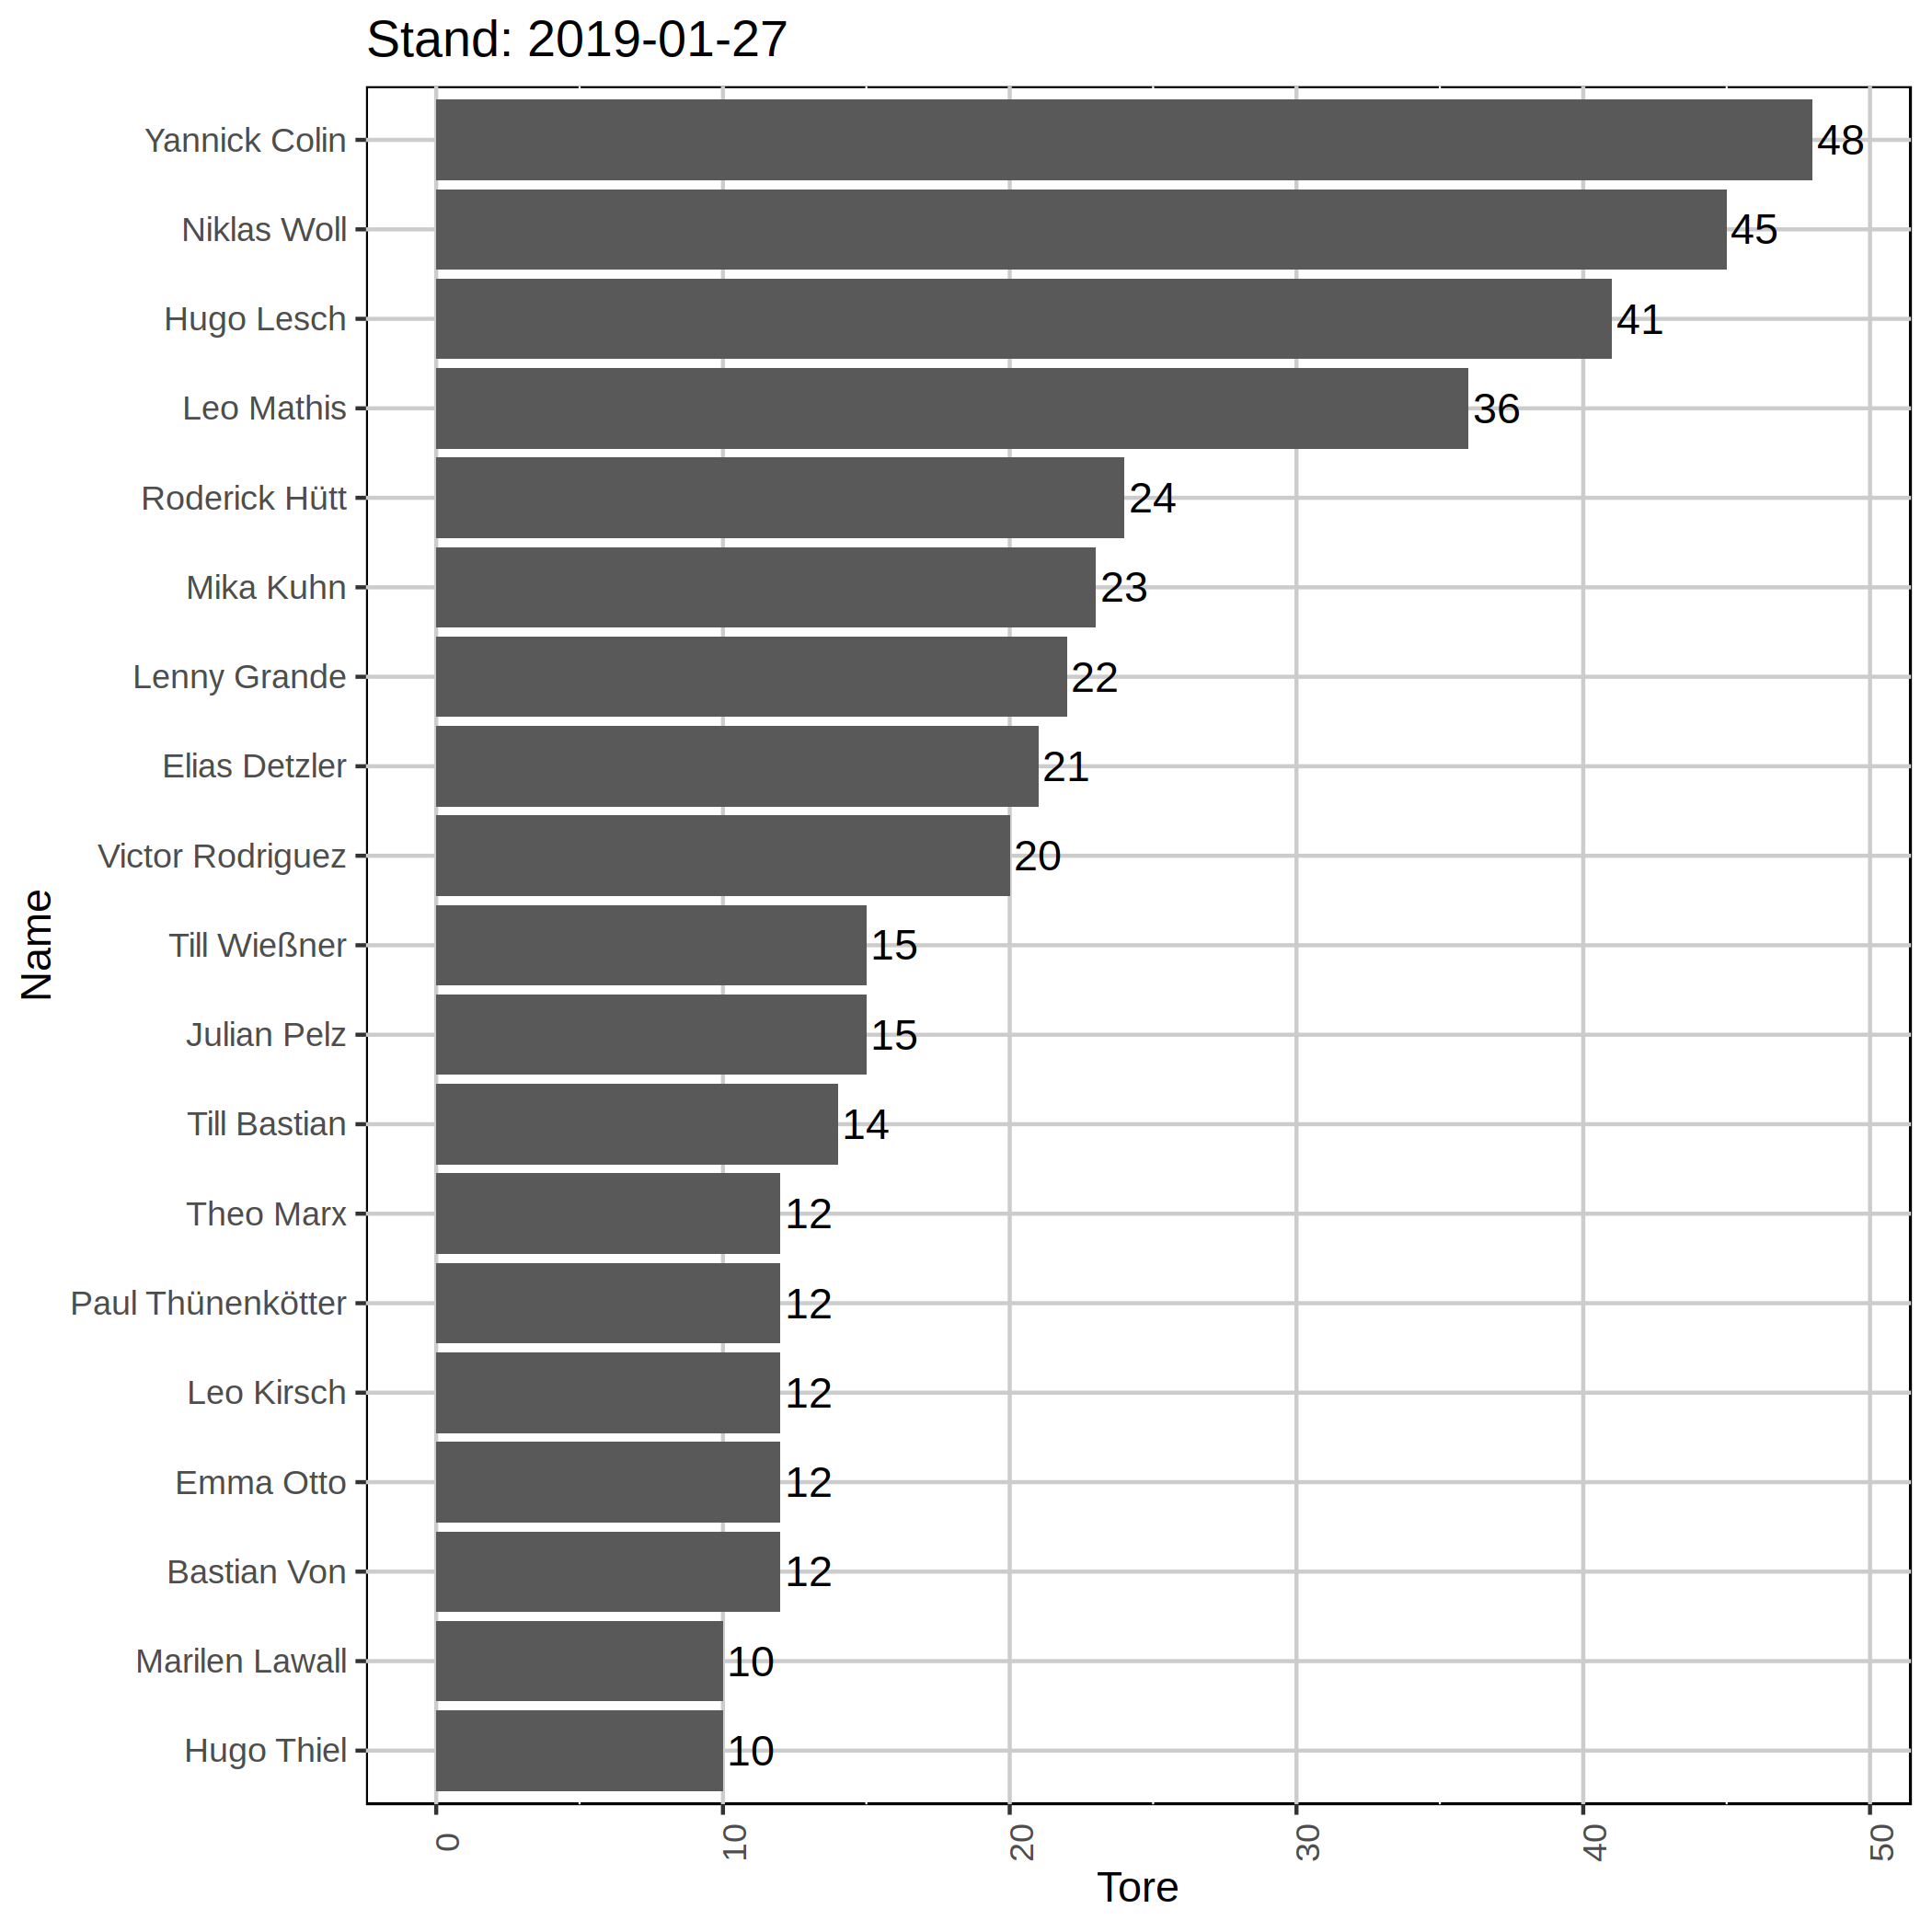 Stand: 2019-01-27
Yannick Colin 48
Niklas Woll 45
Hugo Lesch 41
Leo Mathis 36
Roderick Hütt 24
Mika Kuhn 23
Lenny Grande 22
Elias Detzler 21
Victor Rodriguez 20
Till Wießner 15
Julian Pelz 15
Till Bastian 14
Theo Marx 12
Paul Thünenkötter 12
Leo Kirsch 12
Emma Otto 12
Bastian Von 12
Marilen Lawall 10
Hugo Thiel 10
Name
0 10 20 30 40 50
Tore